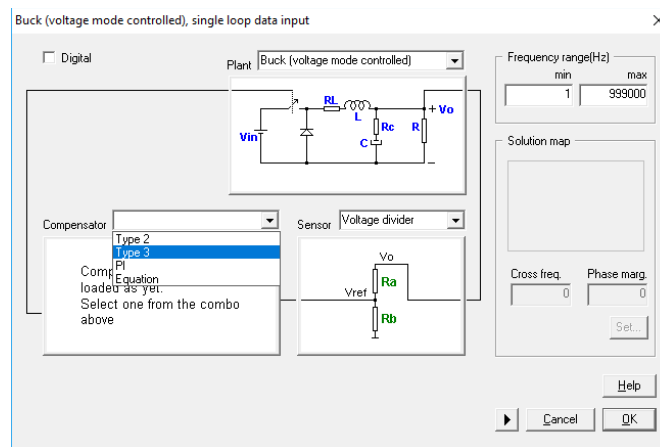 Buck (voltage mode controlled), single loop data input
Digital
Plant Buck (voltage mode controlled)
Frequency range(Hz)
min max
1 999000
RL
L
+ Vo
Vin
Rc R
C
Solution map
Compensator
Sensor Voltage divider
Type 2
Type 3
PI
Equation
loaded as yet.
Select one from the combo
above
Vo
Vref
Ra
Rb
Cross freq. Phase marg.
0 0
Set...
Help
Cancel OK